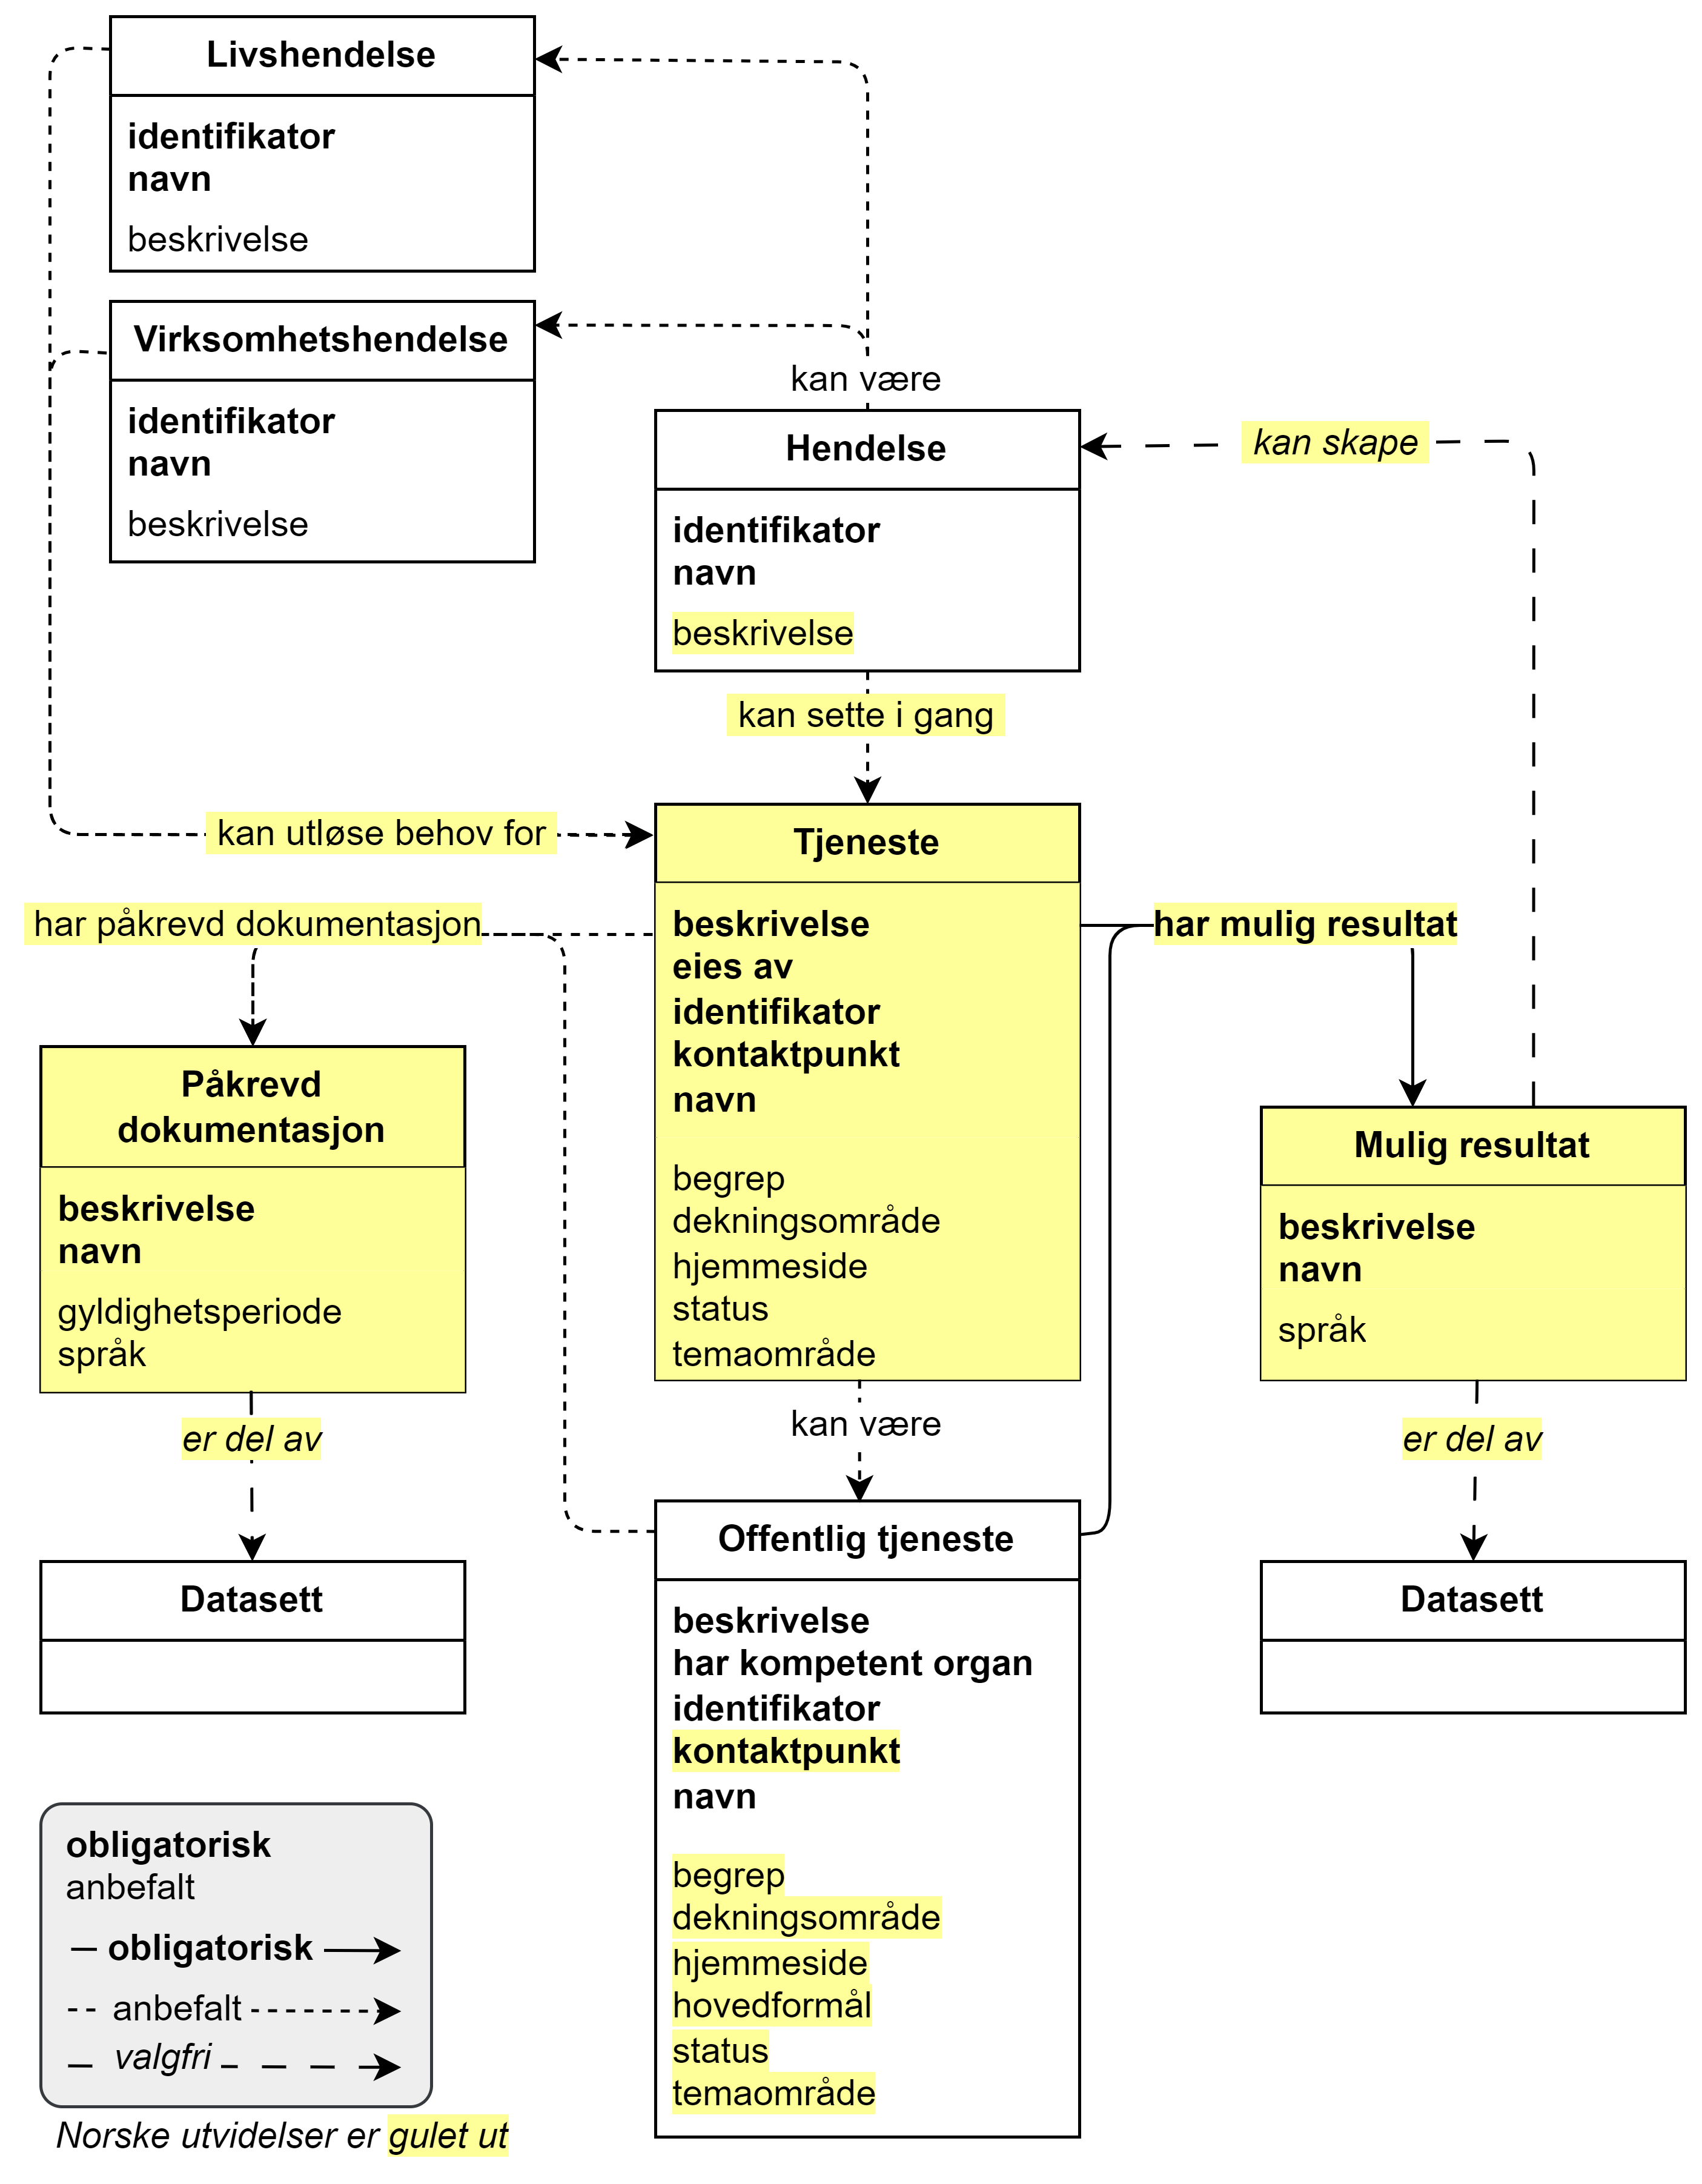 Livshendelse
identifikator
navn
beskrivelse
Virksomhetshendelse
identifikator
navn
beskrivelse
kan være
Hendelse
identifikator
navn
beskrivelse
kan skape
kan sette i gang
kan utløse behov for
Tjeneste
beskrivelse
eies av
identifikator
kontaktpunkt
navn
begrep
dekningsområde
hjemmeside
status
temaområde
har påkrevd dokumentasjon
har mulig resultat
Påkrevd
dokumentasjon
beskrivelse
navn
gyldighetsperiode
språk
Mulig resultat
beskrivelse
navn
språk
er del av
kan være
er del av
Datasett
Offentlig tjeneste
beskrivelse
har kompetent organ
identifikator
kontaktpunkt
navn
begrep
dekningsområde
hjemmeside
hovedformål
status
temaområde
Datasett
obligatorisk
anbefalt
obligatorisk
anbefalt
valgfri
Norske utvidelser er gulet ut